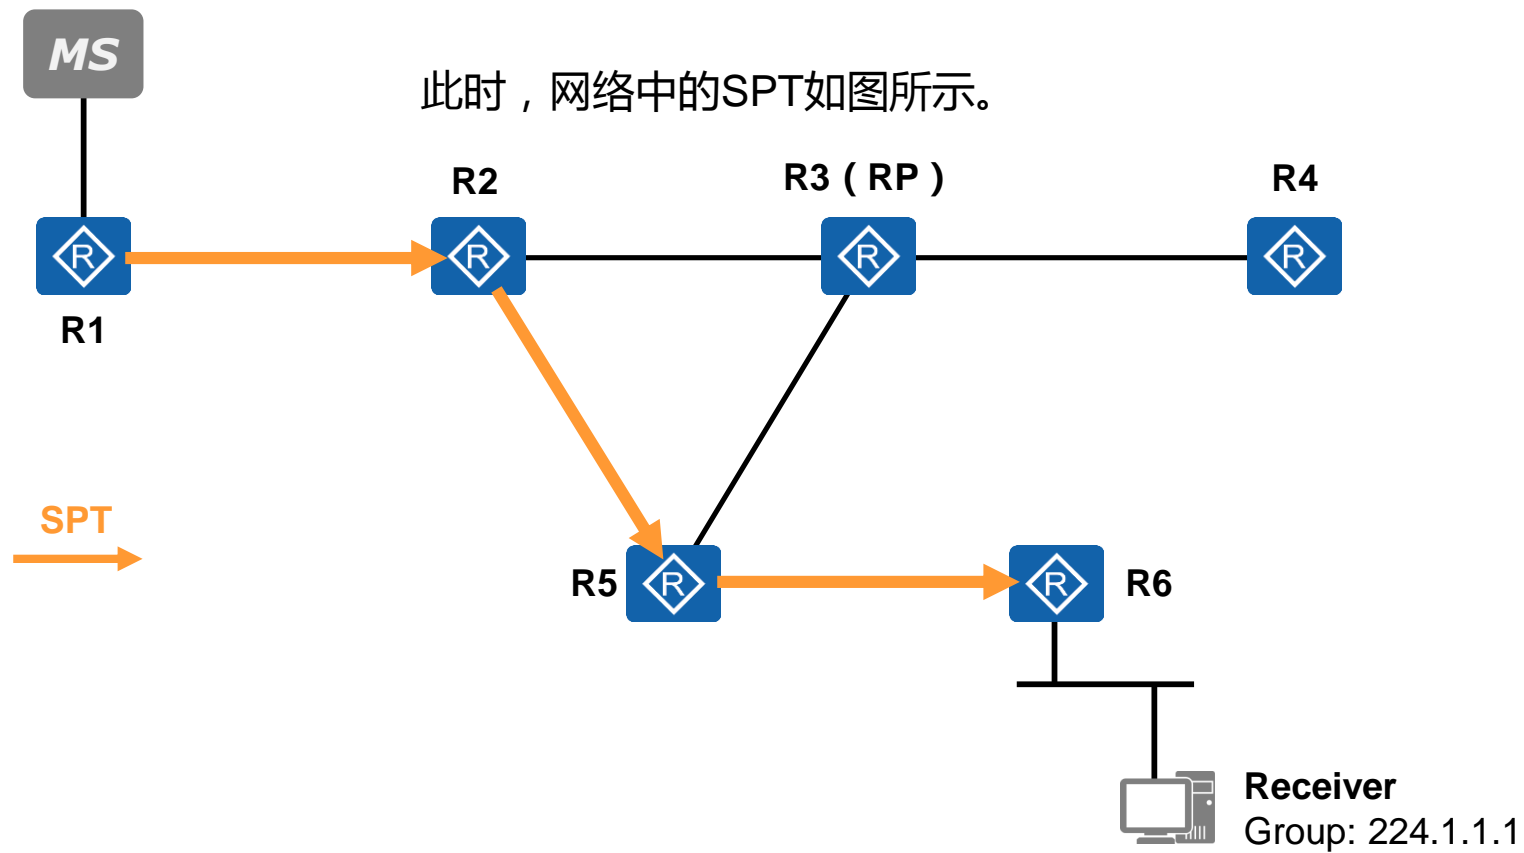 MS
此时，网络中的SPT如图所示。
R2
R3（RP）
R4
R
R
R
R
R1
SPT
R5
R
R
R6
Receiver
Group: 224.1.1.1